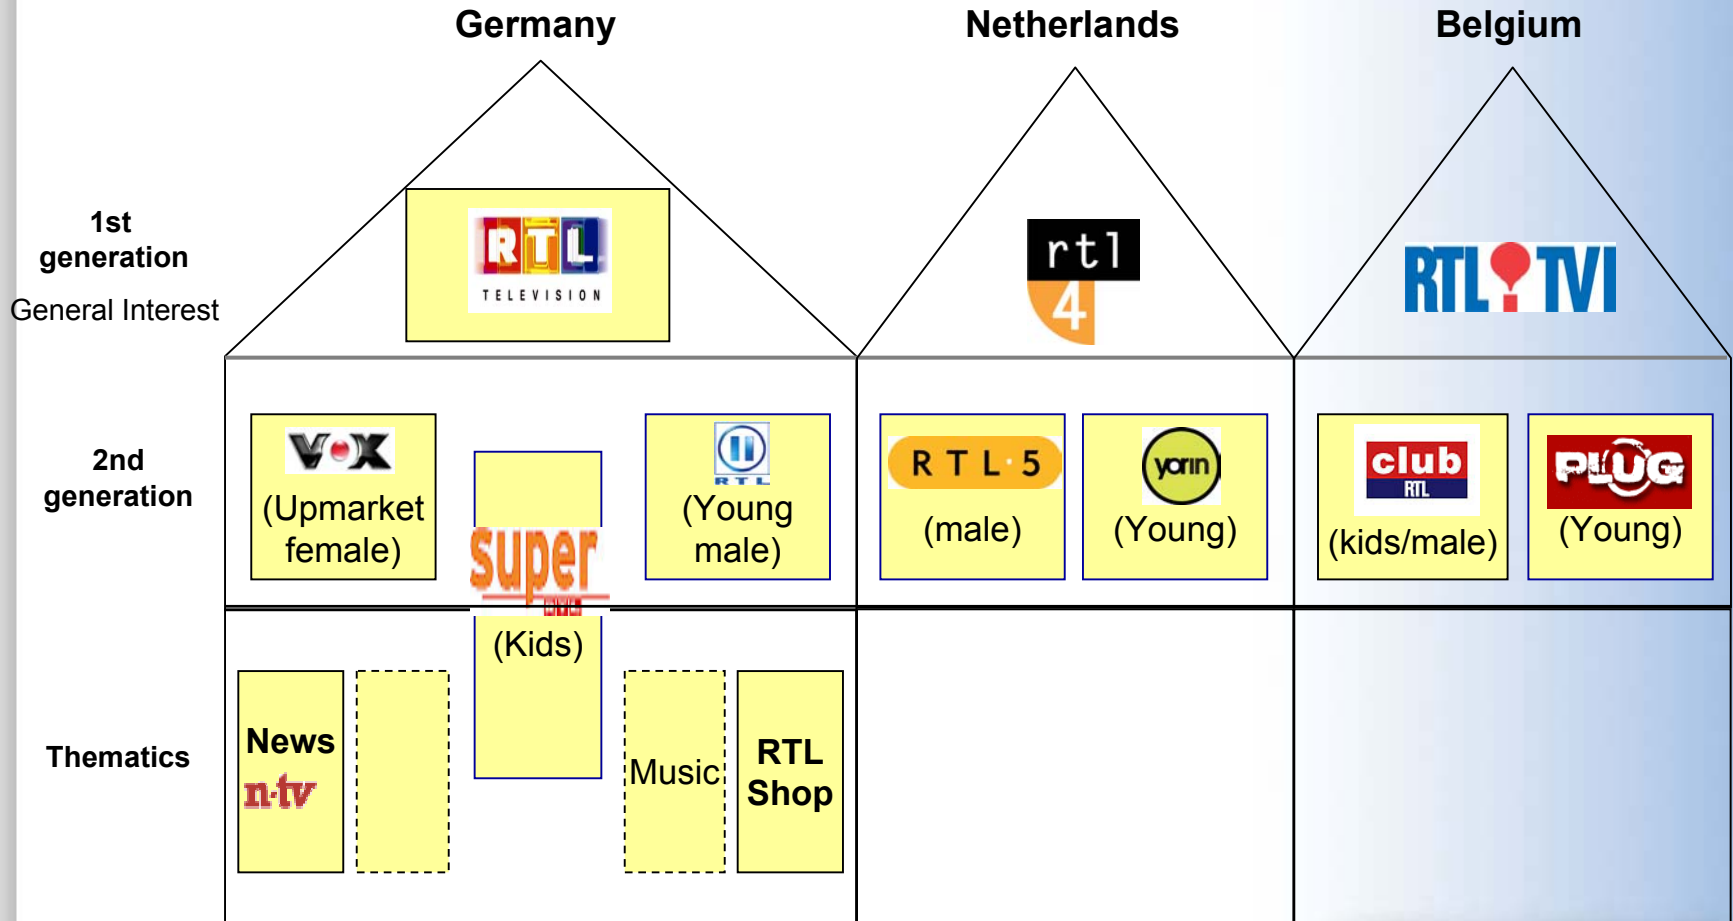 Germany
Netherlands
Belgium
1st
generation
General Interest
RTL
TELEVISION
rtl
4
RTL TVI
2nd
generation
VOX
(Upmarket
female)
super
(Kids)
RTL
(Young
male)
RTL·5
(male)
yorin
(Young)
club
RTL
(kids/male)
PLUG
(Young)
Thematics
News
n-tv
Music
RTL
Shop